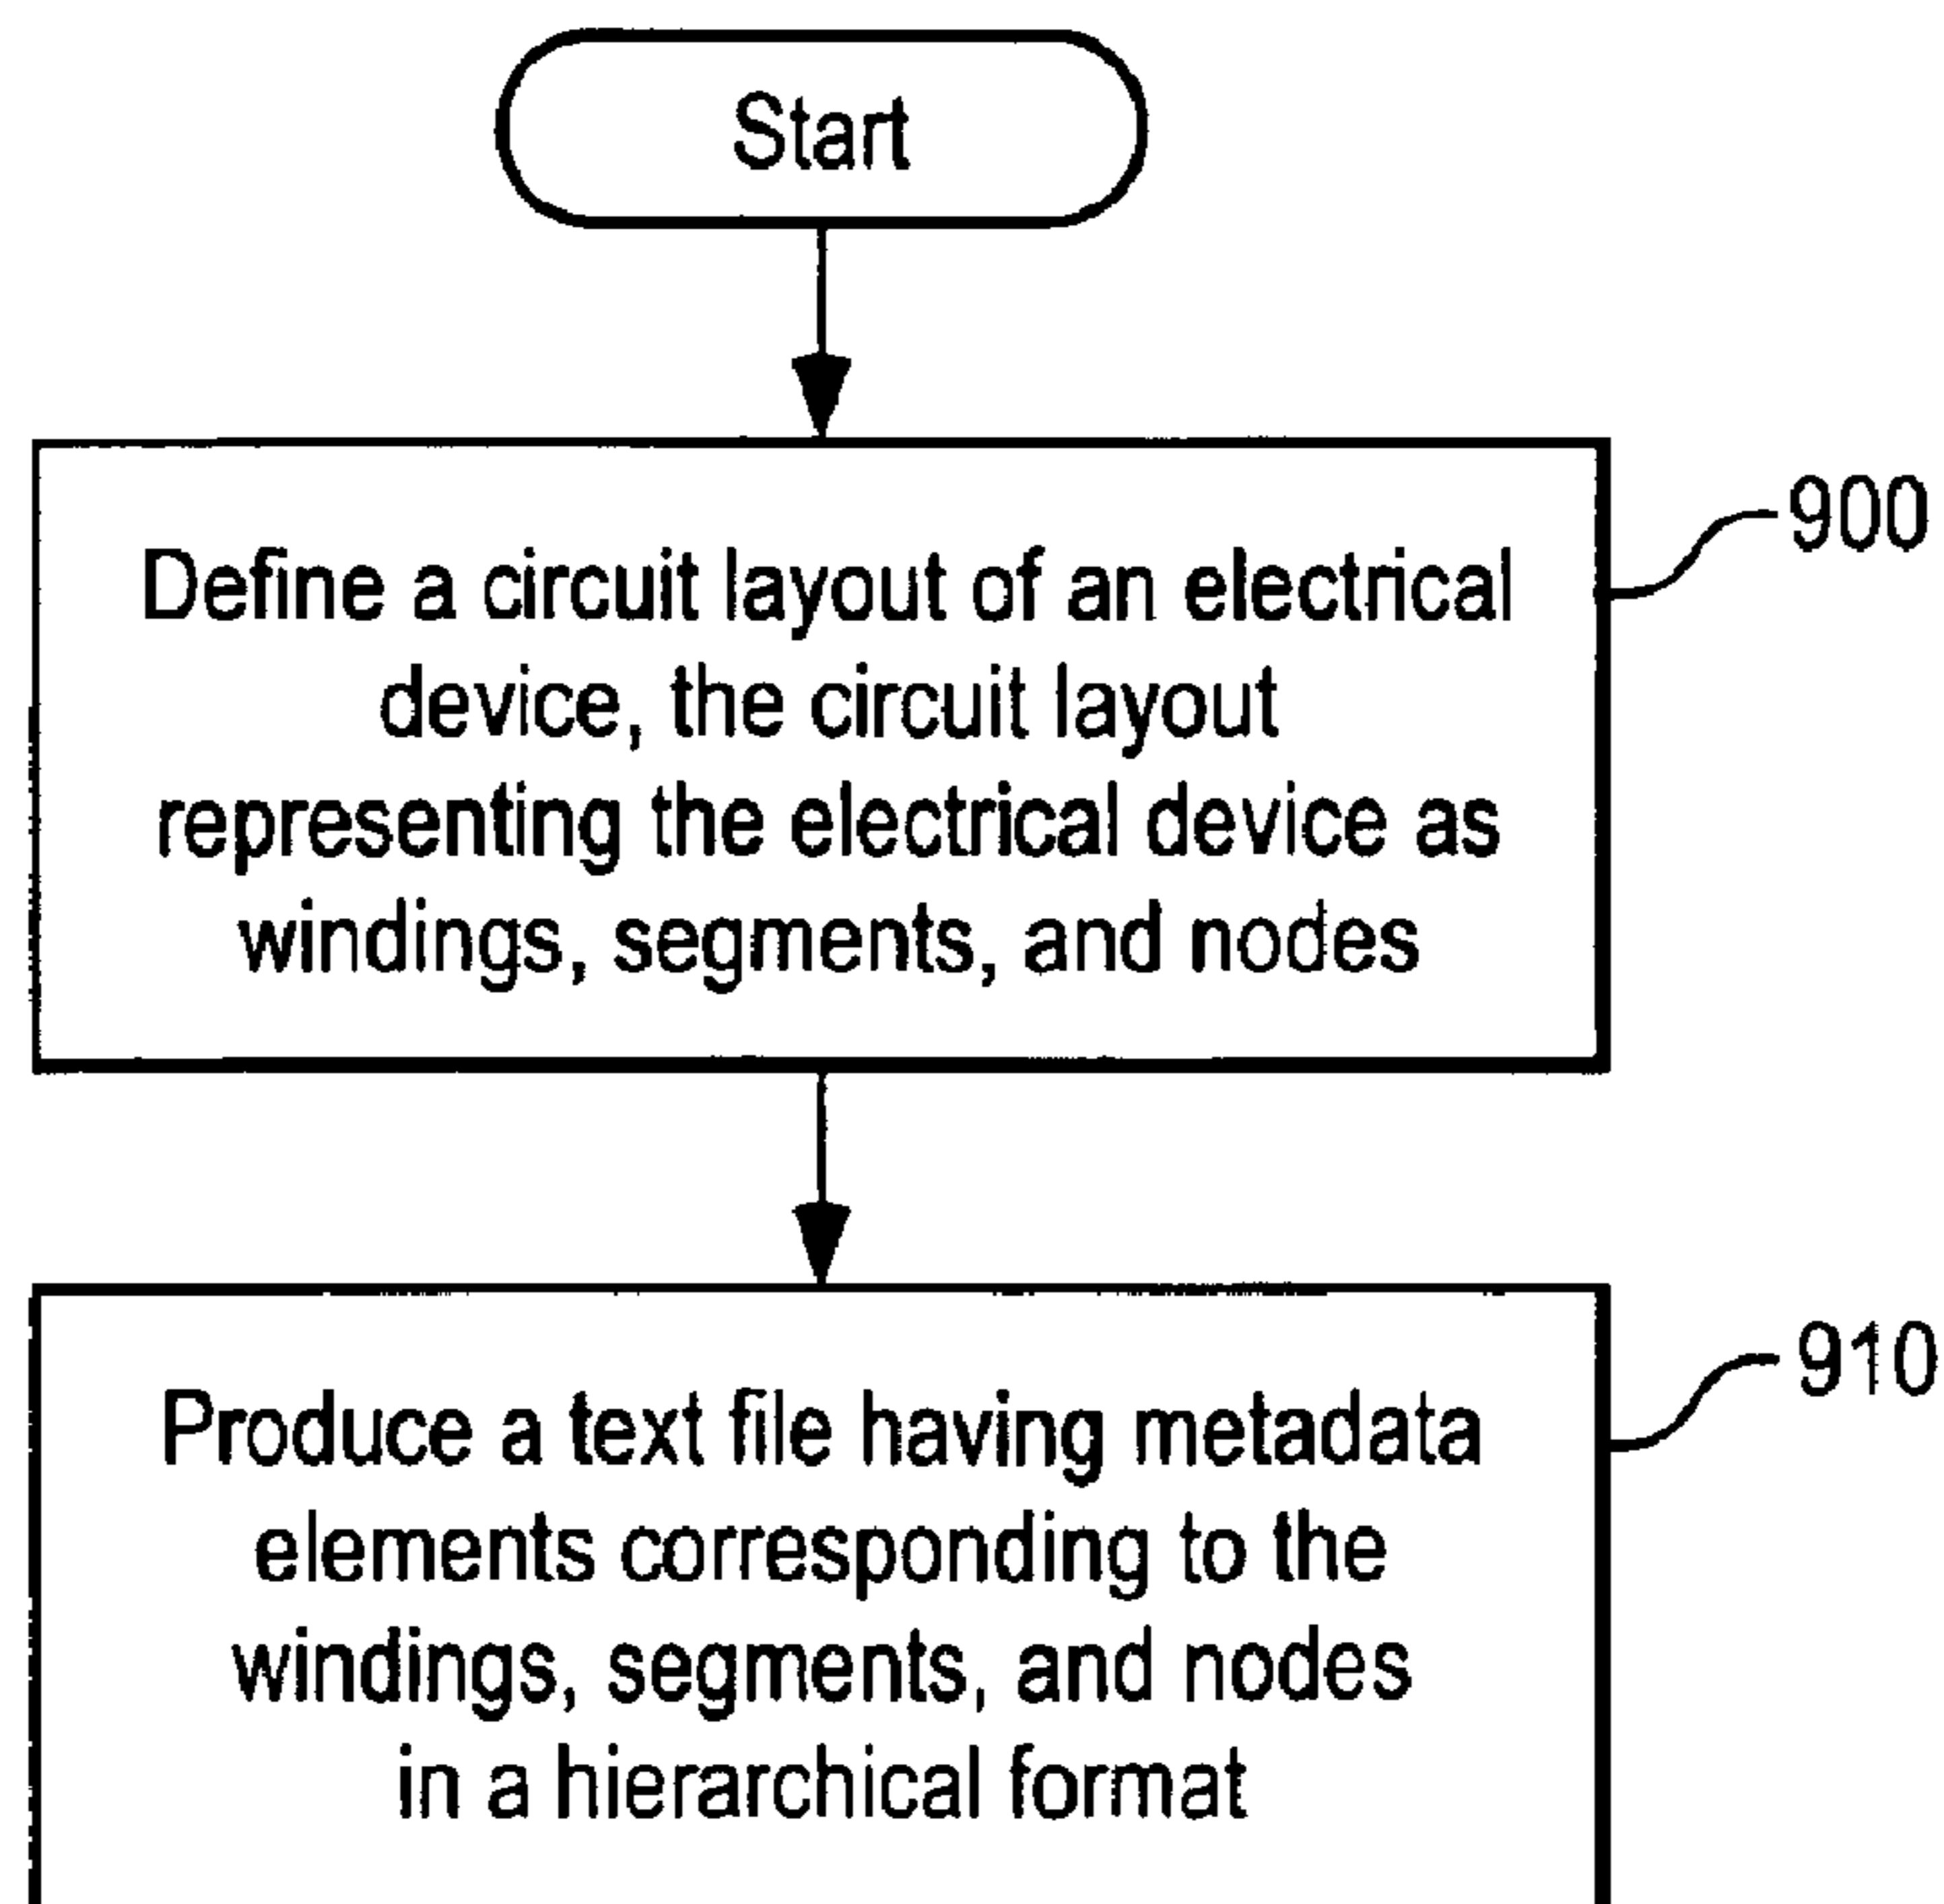 Start
900
Define a circuit layout of an electrical
device, the circuit layout
representing the electrical device as
windings, segments, and nodes
910
Produce a text file having metadata
elements corresponding to the
windings, segments, and nodes
in a hierarchical format